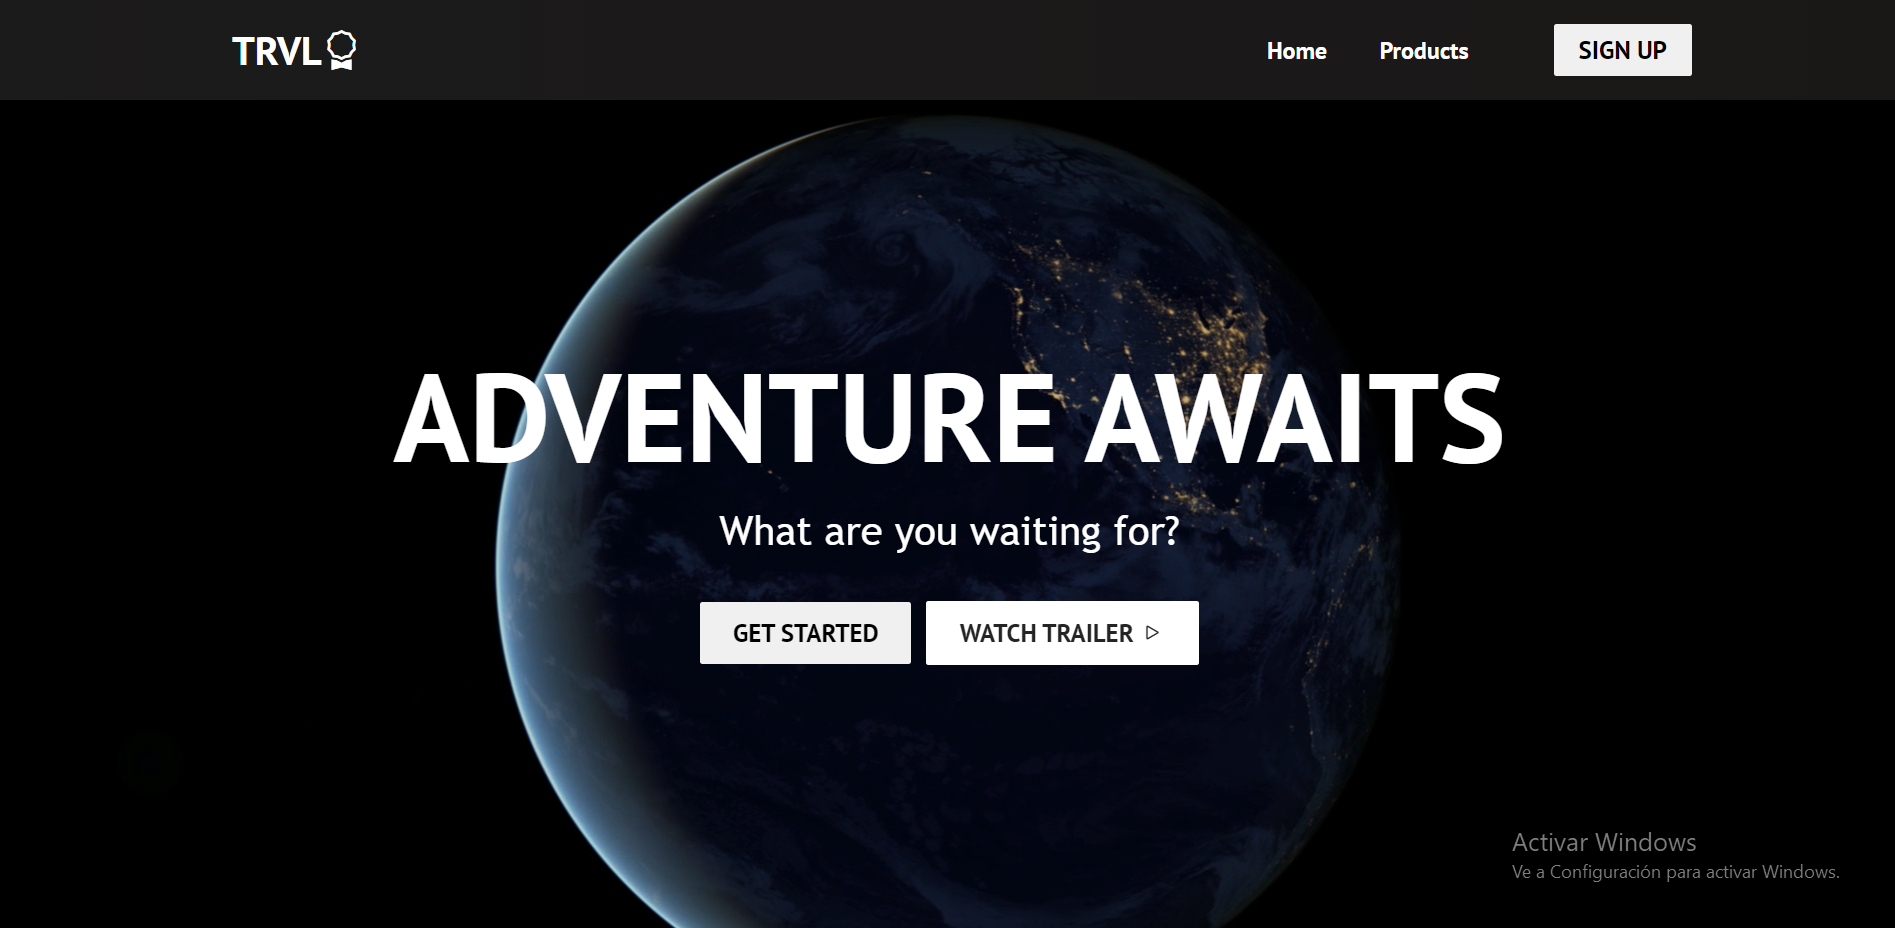 TRVL
Home
Products
SIGN UP
ADVENTURE AWAITS
What are you waiting for?
GET STARTED
WATCH TRAILER
Activar Windows
Ve a Configuración para activar Windows.